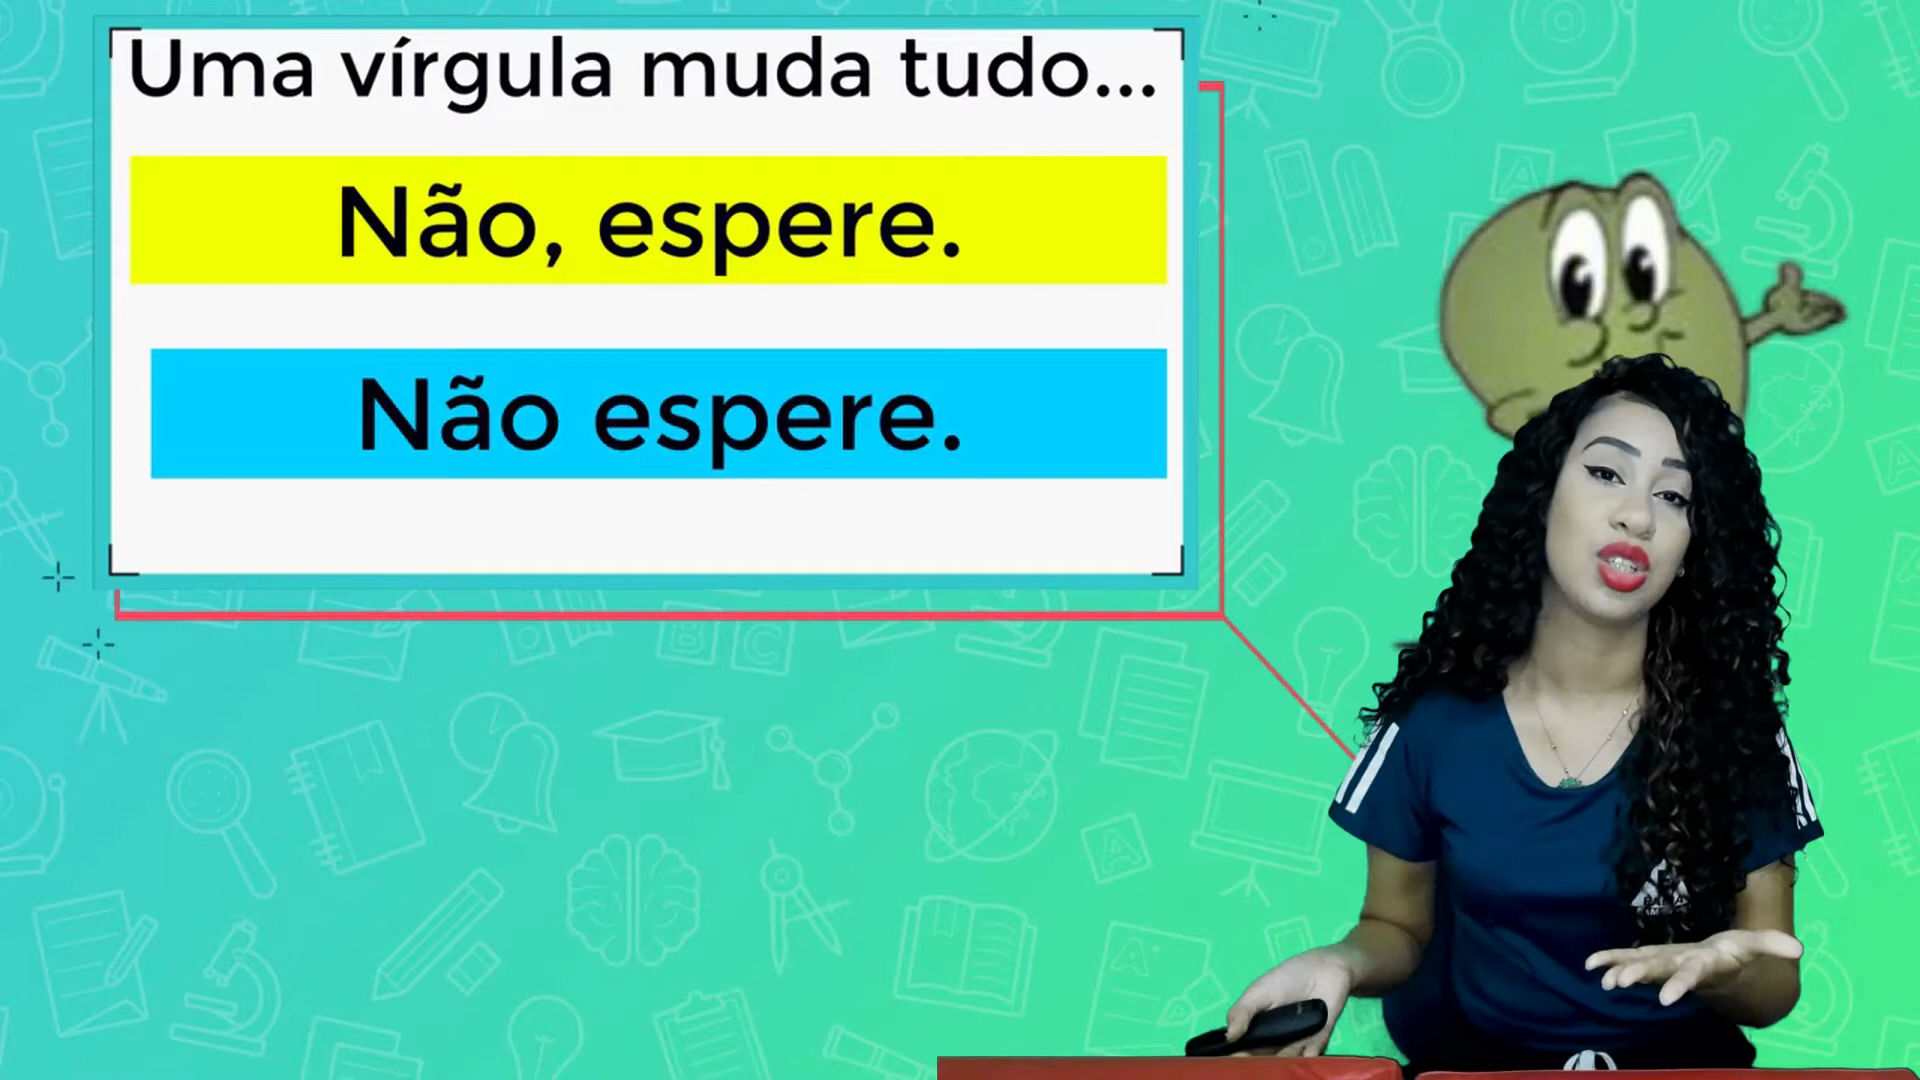 Uma vírgula muda tudo...
Não, espere.
Não espere.